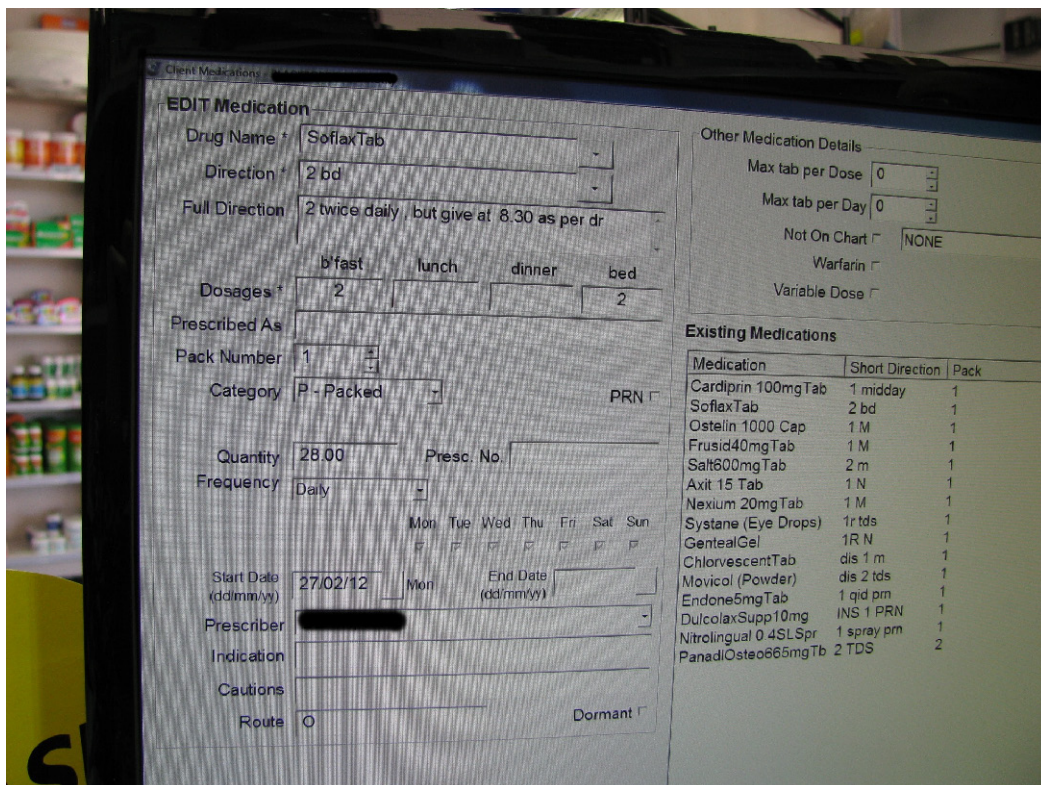 Client Medications -
EDIT Medication
Drug Name * SoflaxTab
Direction * 2 bd
Full Direction 2 twice daily , but give at 8.30 as per dr
b'fast lunch dinner bed
Dosages * 2 2
Prescribed As
Pack Number 1
Category P - Packed PRN
Quantity 28.00 Presc. No.
Frequency Daily
Mon Tue Wed Thu Fri Sat Sun
Start Date 27/02/12 Mon End Date
(dd/mm/yy) (dd/mm/yy)
Prescriber
Indication
Cautions
Route O Dormant
Other Medication Details
Max tab per Dose 0
Max tab per Day 0
Not On Chart NONE
Warfarin
Variable Dose
Existing Medications
Medication Short Direction Pack
Cardiprin 100mgTab 1 midday 1
SoflaxTab 2 bd 1
Ostelin 1000 Cap 1 M 1
Frusid40mgTab 1 M 1
Salt600mgTab 2 m 1
Axit 15 Tab 1 N 1
Nexium 20mgTab 1 M 1
Systane (Eye Drops) 1r tds 1
GentealGel 1R N 1
ChlorvescentTab dis 1 m 1
Movicol (Powder) dis 2 tds 1
Endone5mgTab 1 qid prn 1
DulcolaxSupp10mg INS 1 PRN 1
Nitrolingual 0.4SLSpr 1 spray prn 1
PanadlOsteo665mgTb 2 TDS 2